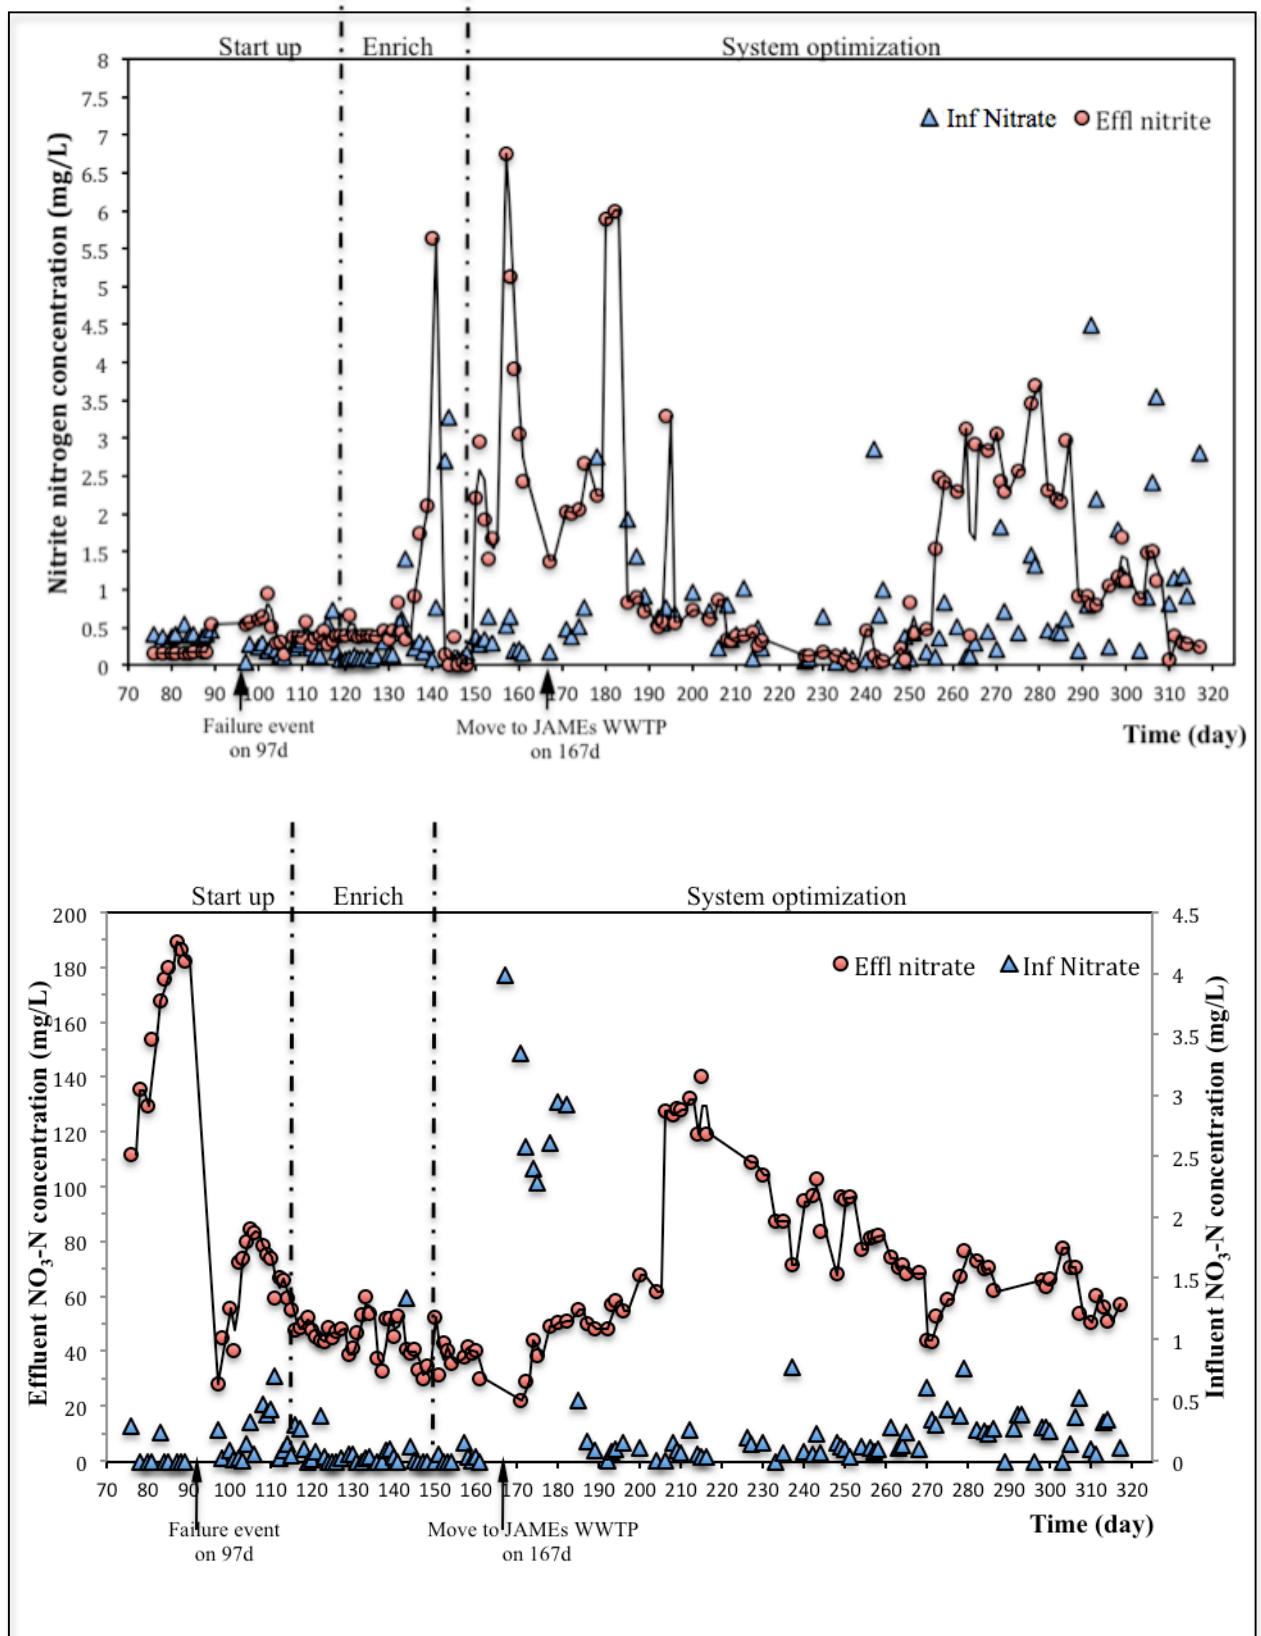 Start up Enrich System optimization
8
7.5
7
6.5
6
5.5
5
4.5
4
3.5
3
2.5
2
1.5
1
0.5
0
Nitrite nitrogen concentration (mg/L)
Inf Nitrate Effl nitrite
70 80 90 100 110 120 130 140 150 160 170 180 190 200 210 220 230 240 250 260 270 280 290 300 310 320
Failure event
on 97d
Move to JAMEs WWTP
on 167d
Time (day)
Start up Enrich System optimization
200
180
160
140
120
100
80
60
40
20
0
Effluent NO3-N concentration (mg/L)
Effl nitrate Inf Nitrate
4.5
4
3.5
3
2.5
2
1.5
1
0.5
0
Influent NO3-N concentration (mg/L)
70 80 90 100 110 120 130 140 150 160 170 180 190 200 210 220 230 240 250 260 270 280 290 300 310 320
Failure event
on 97d
Move to JAMEs WWTP
on 167d
Time (day)